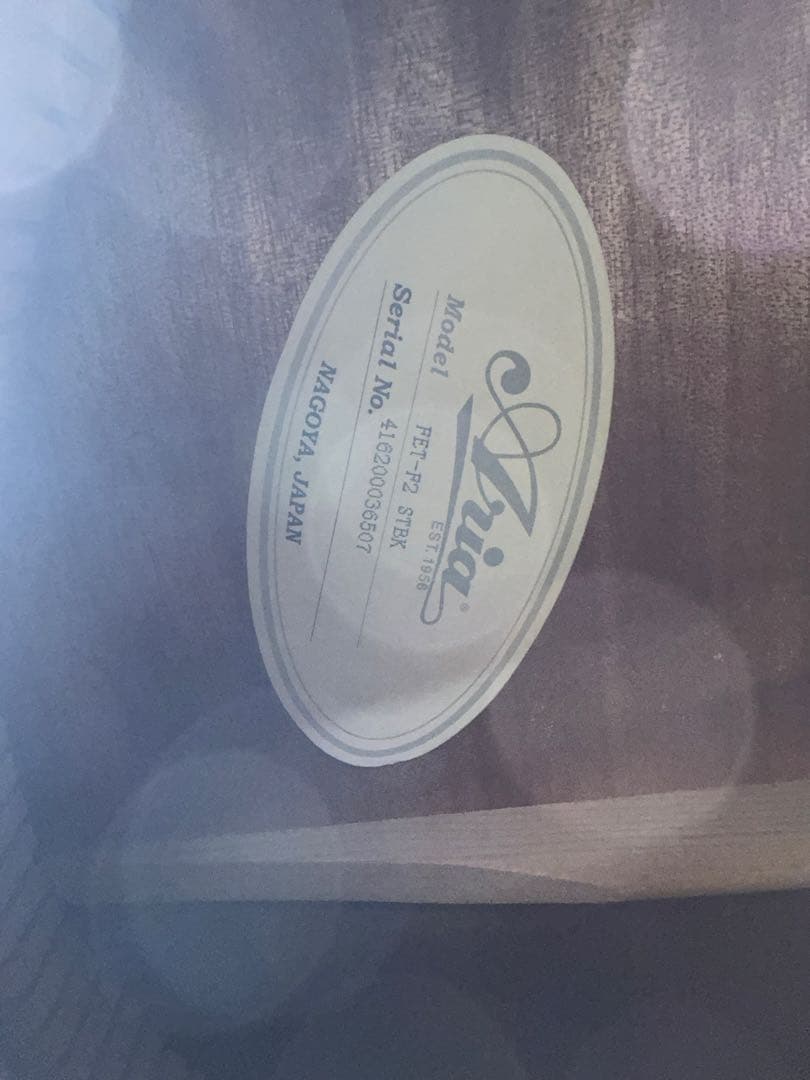 Aria®
EST. 1956
Model FET-F2 STBK
Serial No. 416200036507
NAGOYA, JAPAN